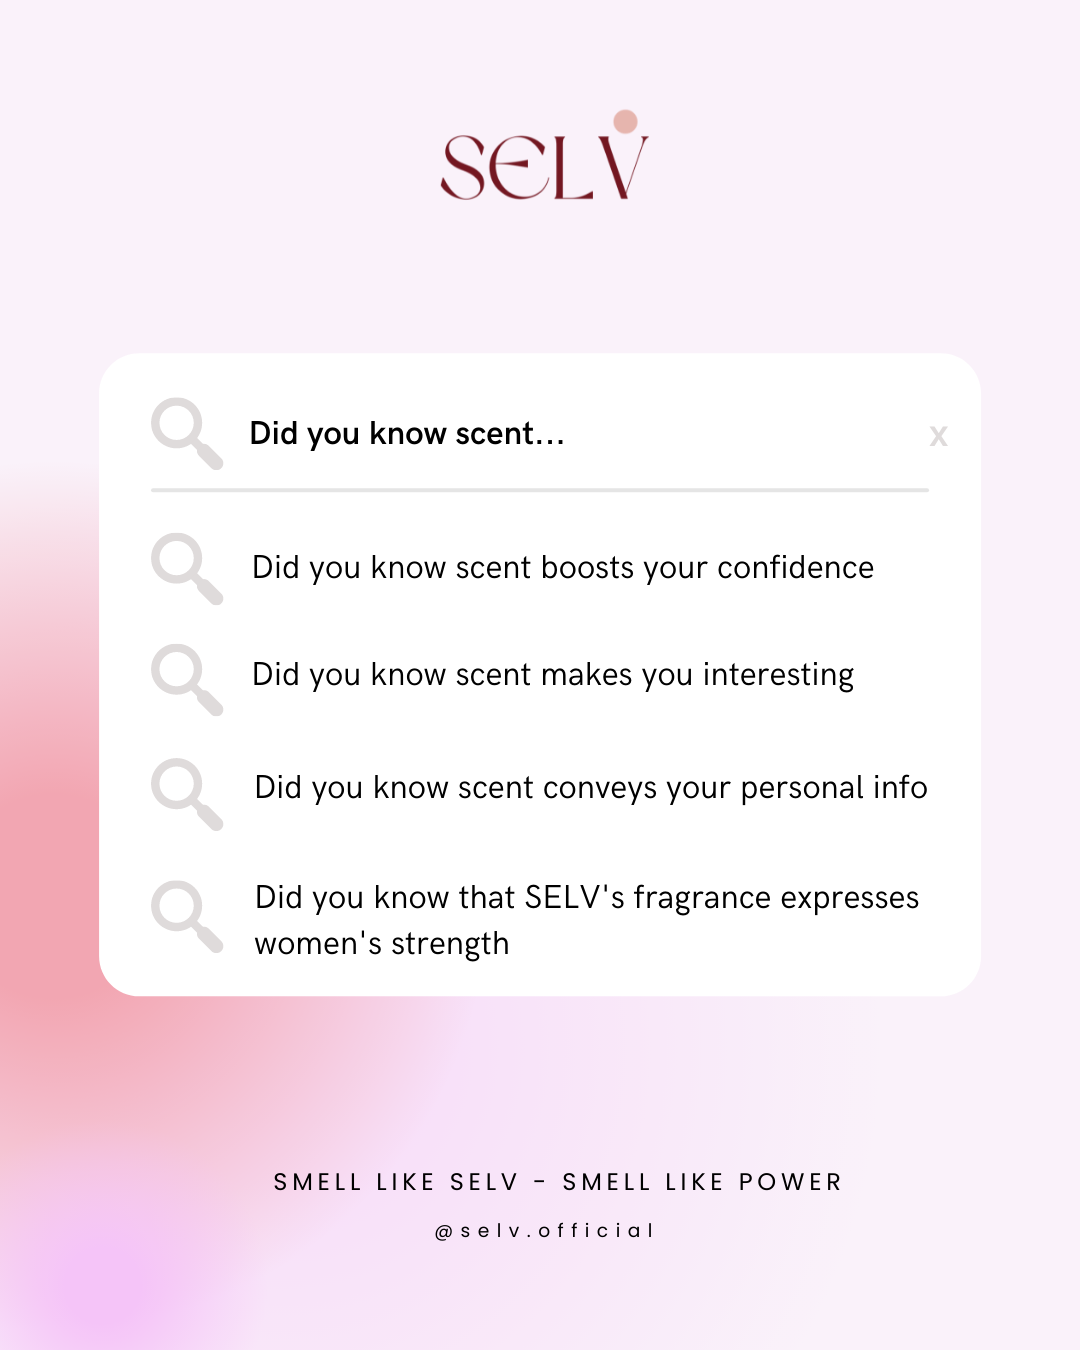 SELV
Did you know scent...
x
Did you know scent boosts your confidence
Did you know scent makes you interesting
Did you know scent conveys your personal info
Did you know that SELV's fragrance expresses
women's strength
SMELL LIKE SELV - SMELL LIKE POWER
@selv.official